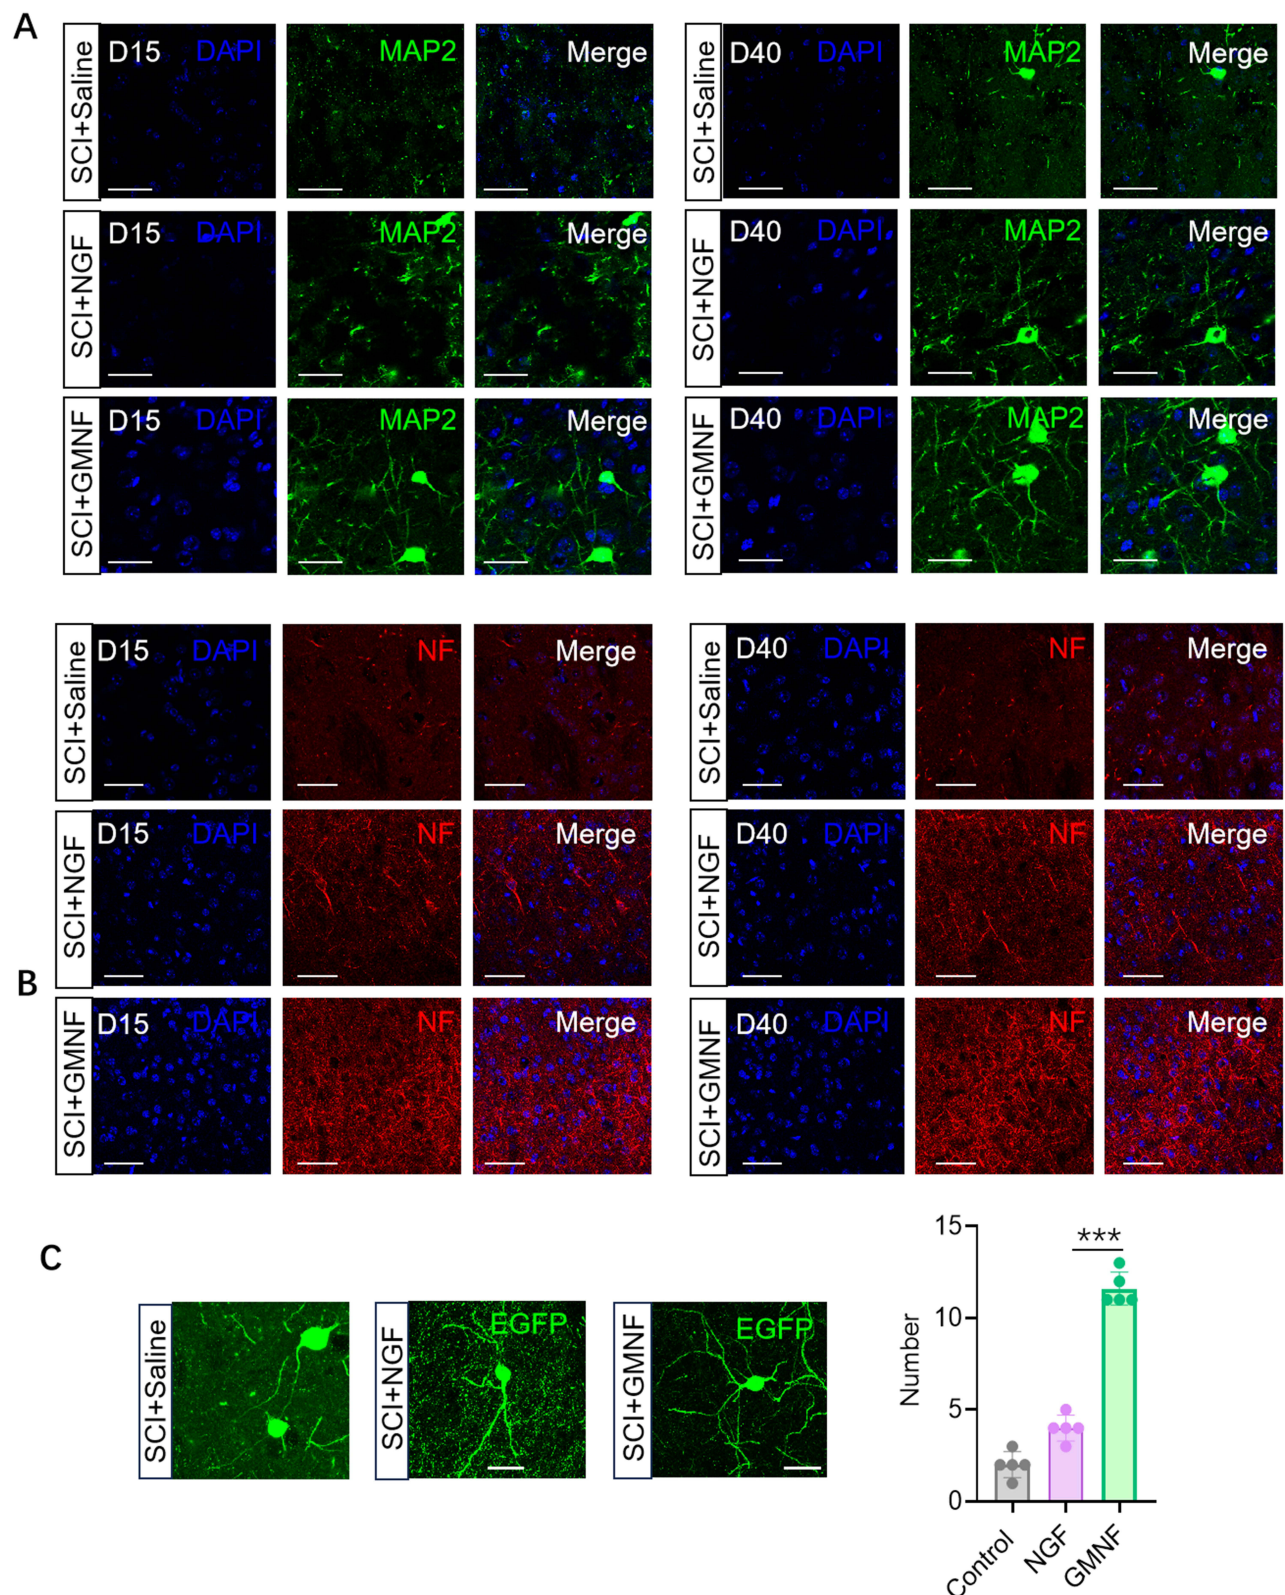 A
SCI+Saline
D15 DAPI MAP2 Merge
SCI+Saline
D40 DAPI MAP2 Merge
SCI+NGF
D15 DAPI MAP2 Merge
SCI+NGF
D40 DAPI MAP2 Merge
SCI+GMNF
D15 DAPI MAP2 Merge
SCI+GMNF
D40 DAPI MAP2 Merge
B
SCI+Saline
D15 DAPI NF Merge
SCI+Saline
D40 DAPI NF Merge
SCI+NGF
D15 DAPI NF Merge
SCI+NGF
D40 DAPI NF Merge
SCI+GMNF
D15 DAPI NF Merge
SCI+GMNF
D40 DAPI NF Merge
C
SCI+Saline
SCI+NGF
EGFP
SCI+GMNF
EGFP
Number
15
10
5
0
***
Control
NGF
GMNF